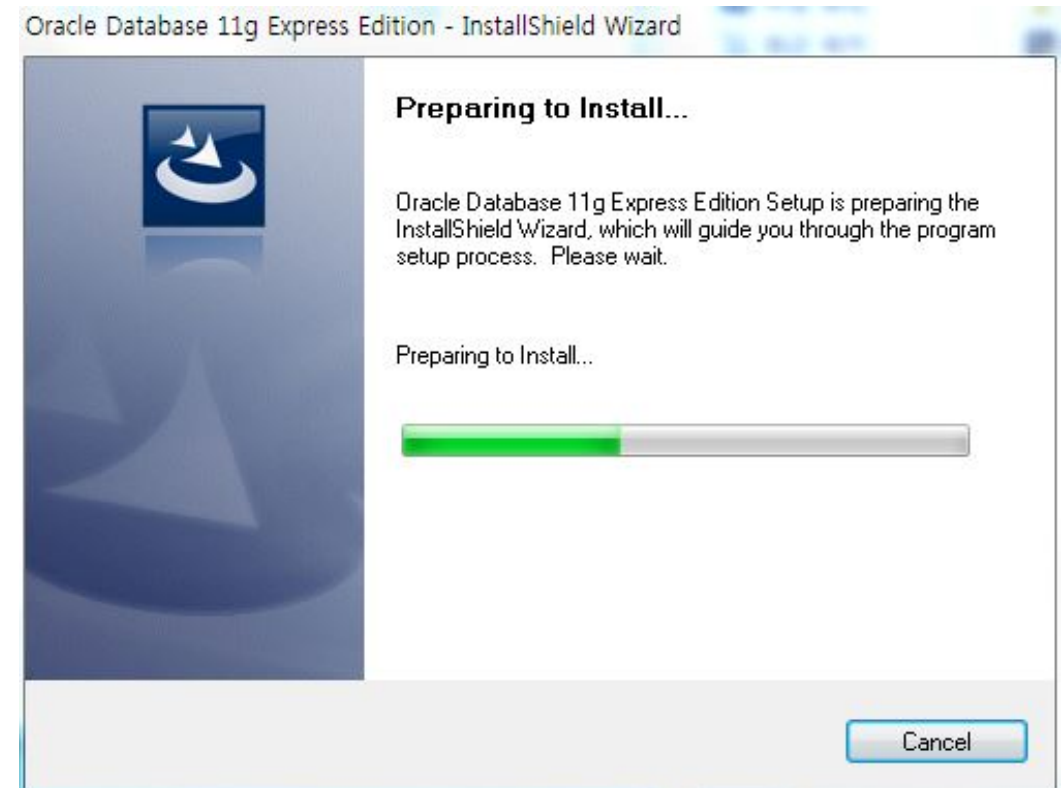 Oracle Database 11g Express Edition - InstallShield Wizard
Preparing to Install...
Oracle Database 11g Express Edition Setup is preparing the
InstallShield Wizard, which will guide you through the program
setup process.  Please wait.
Preparing to Install...
Cancel